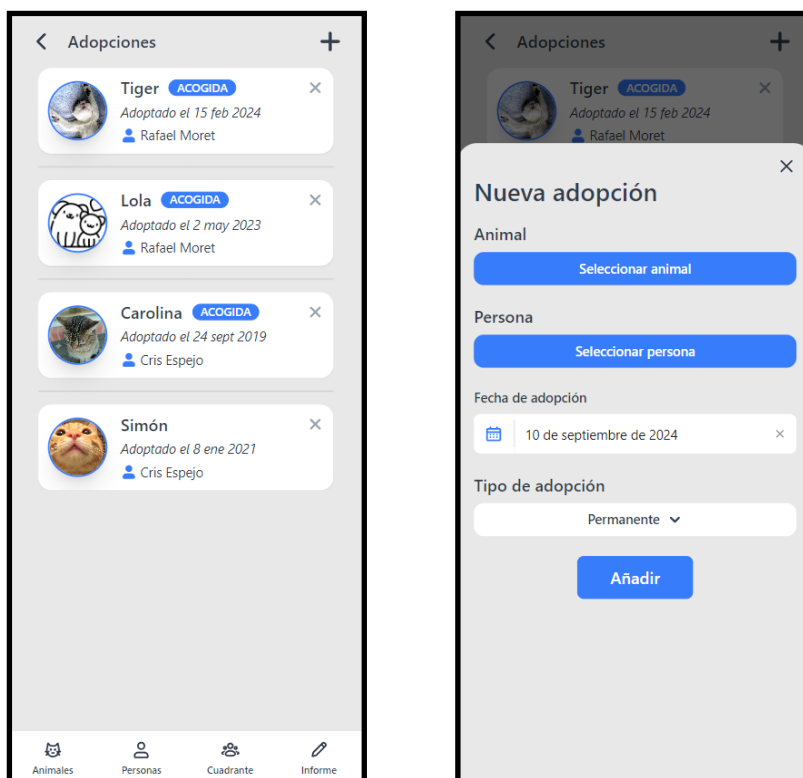 Adopciones
Tiger ACOGIDA
Adoptado el 15 feb 2024
Rafael Moret
Lola ACOGIDA
Adoptado el 2 may 2023
Rafael Moret
Carolina ACOGIDA
Adoptado el 24 sept 2019
Cris Espejo
Simón
Adoptado el 8 ene 2021
Cris Espejo
Animales Personas Cuadrante Informe
Adopciones
Tiger ACOGIDA
Adoptado el 15 feb 2024
Rafael Moret
Nueva adopción
Animal
Seleccionar animal
Persona
Seleccionar persona
Fecha de adopción
10 de septiembre de 2024
Tipo de adopción
Permanente
Añadir